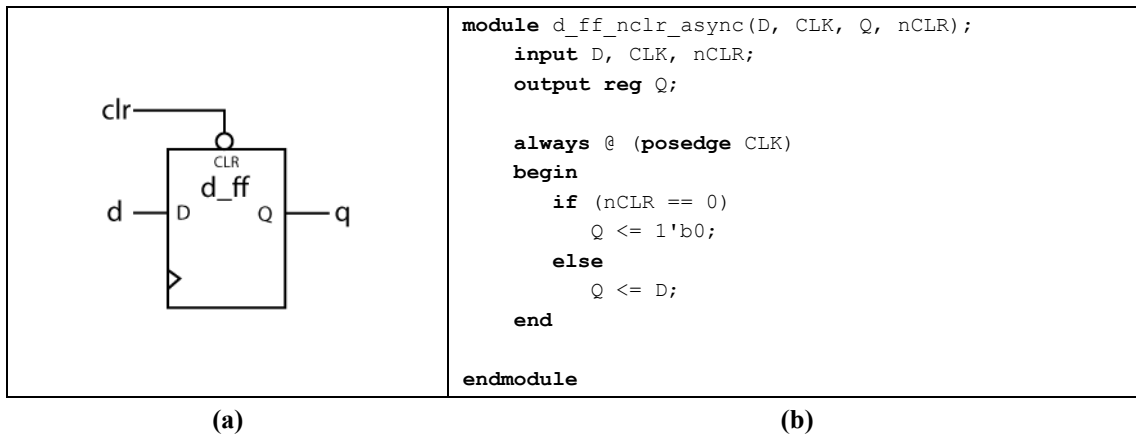 clr
CLR
d_ff
d
D
Q
q
module d_ff_nclr_async(D, CLK, Q, nCLR);
input D, CLK, nCLR;
output reg Q;
always @ (posedge CLK)
begin
if (nCLR == 0)
Q <= 1'b0;
else
Q <= D;
end
endmodule
(a)
(b)